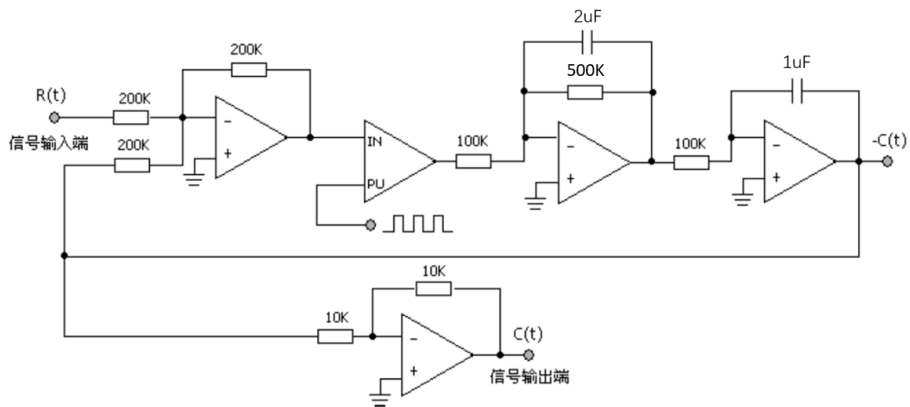 2uF
200K
500K
1uF
R(t)
200K
−
IN
100K
−
100K
−
-C(t)
信号输入端
200K
+
PU
+
+
10K
10K
−
C(t)
+
信号输出端